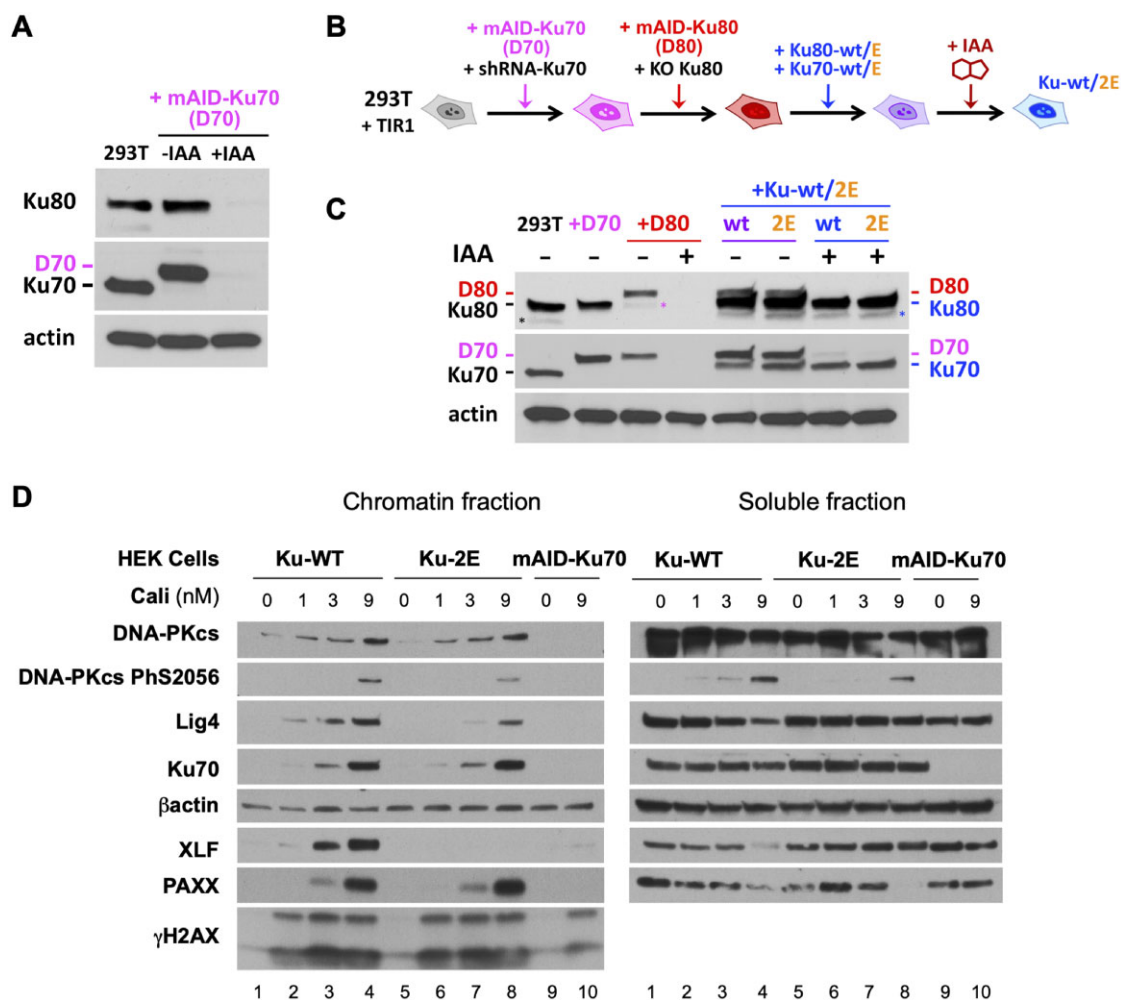 A
+ mAID-Ku70
(D70)
293T -IAA +IAA
Ku80
D70
Ku70
actin
B
+ mAID-Ku70
(D70)
+ shRNA-Ku70
+ mAID-Ku80
(D80)
+ KO Ku80
+ Ku80-wt/E
+ Ku70-wt/E
+ IAA
Ku-wt/2E
293T
+ TIR1
C
+Ku-wt/2E
293T +D70 +D80 wt 2E wt 2E
IAA - - - + - - + +
D80 D80
Ku80 Ku80
* * *
D70 D70
Ku70 Ku70
actin
D
Chromatin fraction Soluble fraction
HEK Cells Ku-WT Ku-2E mAID-Ku70 Ku-WT Ku-2E mAID-Ku70
Cali (nM) 0 1 3 9 0 1 3 9 0 9 0 1 3 9 0 1 3 9 0 9
DNA-PKcs
DNA-PKcs PhS2056
Lig4
Ku70
βactin
XLF
PAXX
γH2AX
1 2 3 4 5 6 7 8 9 10 1 2 3 4 5 6 7 8 9 10